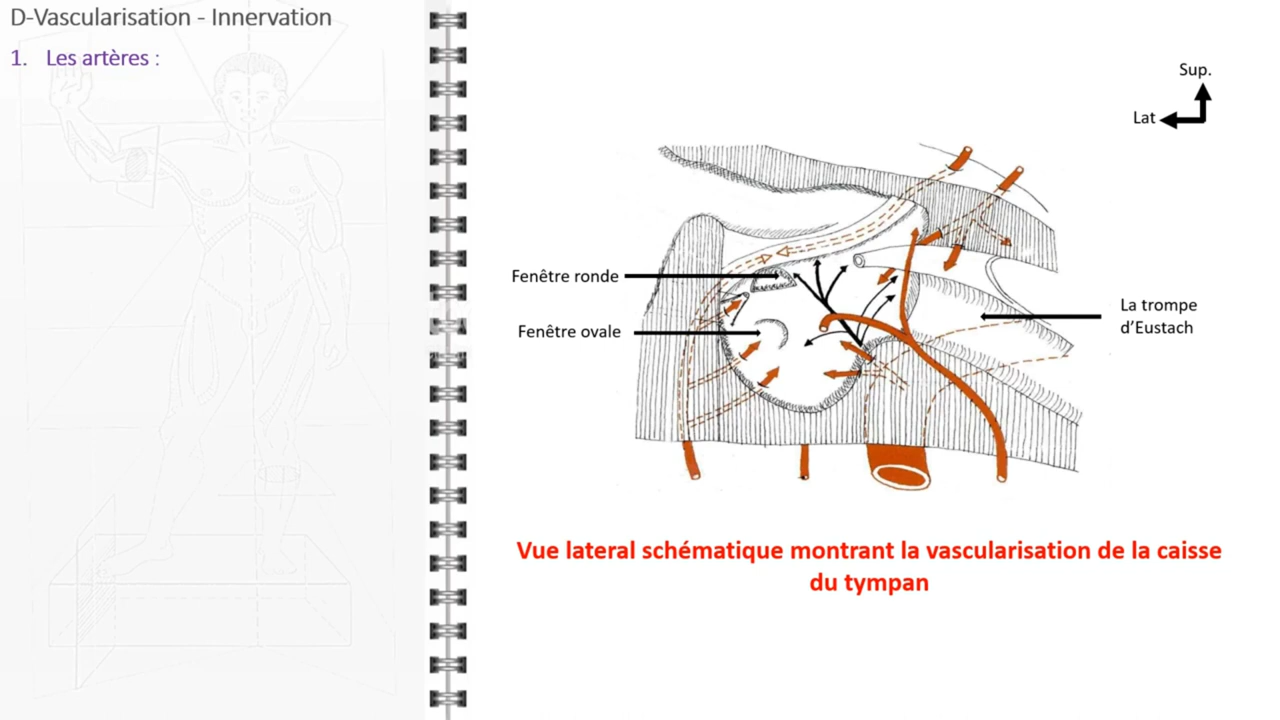 D-Vascularisation - Innervation
1. Les artères :
Sup.
Lat
Fenêtre ronde
Fenêtre ovale
La trompe
d'Eustach
Vue lateral schématique montrant la vascularisation de la caisse
du tympan